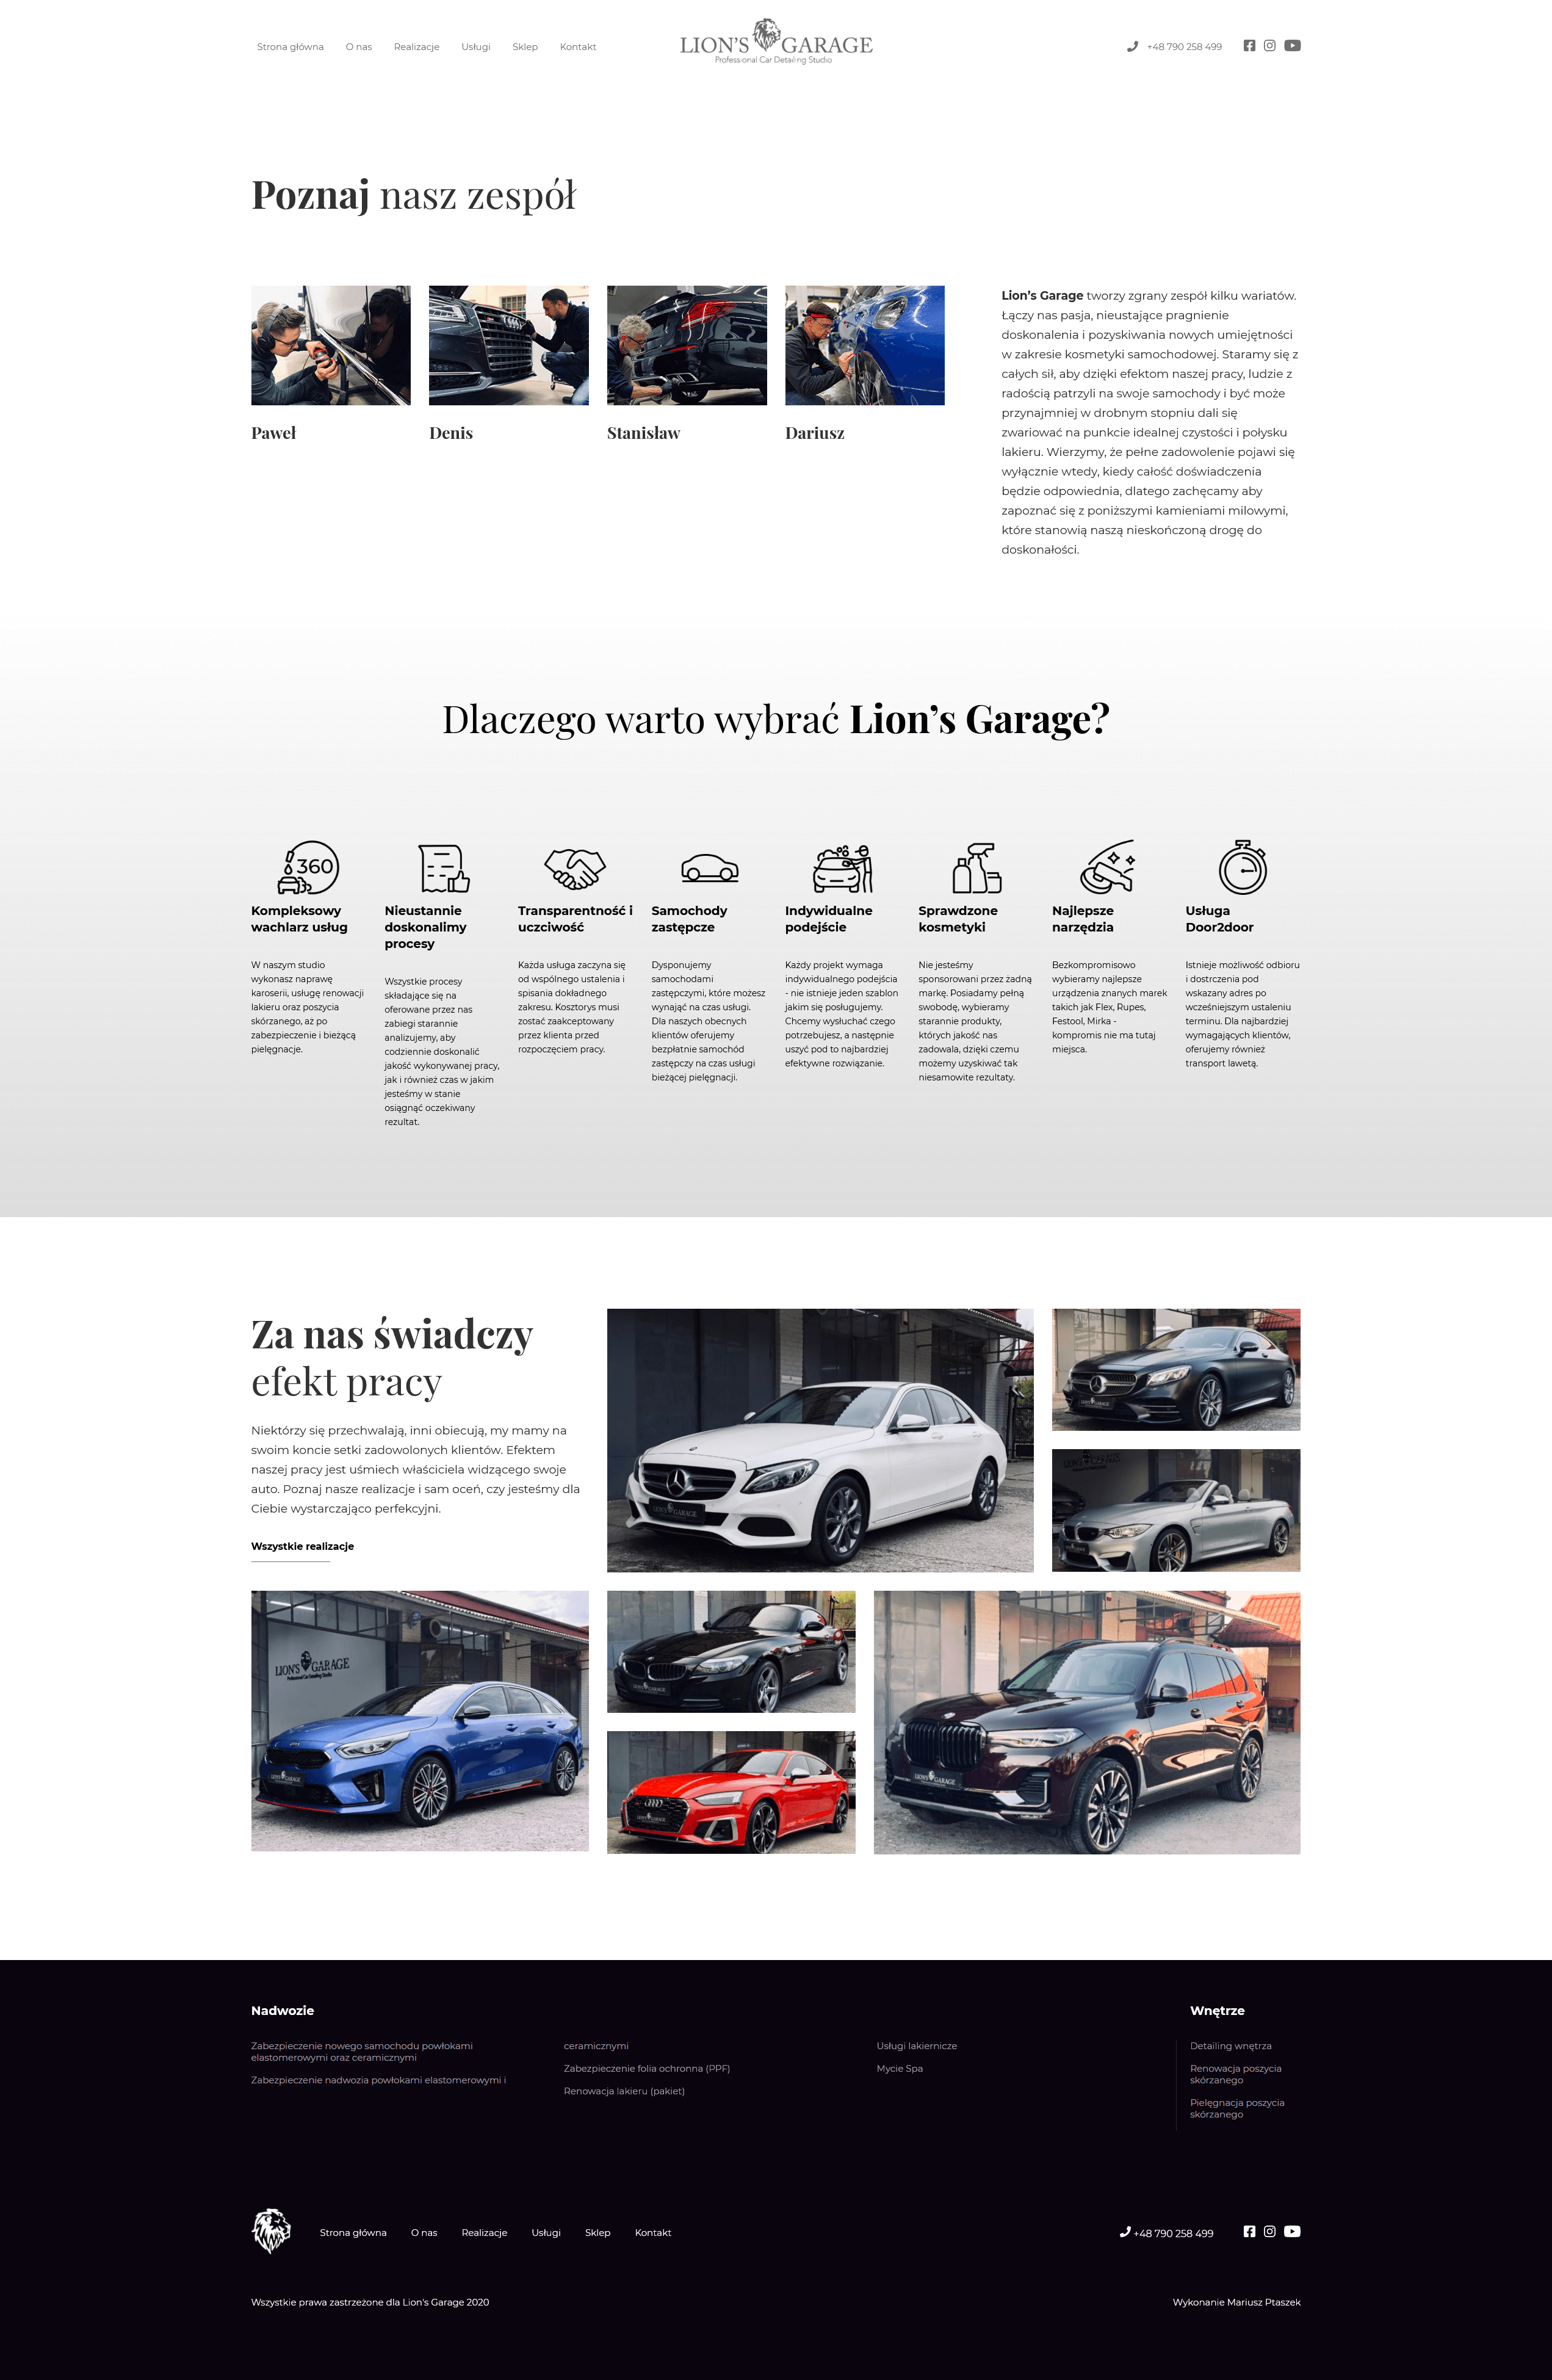 Strona główna O nas Realizacje Usługi Sklep Kontakt
LION'S GARAGE
Professional Car Detailing Studio
+48 790 258 499
Poznaj nasz zespół
Paweł
Denis
Stanisław
Dariusz
Lion’s Garage tworzy zgrany zespół kilku wariatów.
Łączy nas pasja, nieustające pragnienie
doskonalenia i pozyskiwania nowych umiejętności
w zakresie kosmetyki samochodowej. Staramy się z
całych sił, aby dzięki efektom naszej pracy, ludzie z
radością patrzyli na swoje samochody i być może
przynajmniej w drobnym stopniu dali się
zwariować na punkcie idealnej czystości i połysku
lakieru. Wierzymy, że pełne zadowolenie pojawi się
wyłącznie wtedy, kiedy całość doświadczenia
będzie odpowiednia, dlatego zachęcamy aby
zapoznać się z poniższymi kamieniami milowymi,
które stanowią naszą nieskończoną drogę do
doskonałości.
Dlaczego warto wybrać Lion’s Garage?
360
Kompleksowy
wachlarz usług
W naszym studio
wykonasz naprawę
karoserii, usługę renowacji
lakieru oraz poszycia
skórzanego, aż po
zabezpieczenie i bieżącą
pielęgnacje.
Nieustannie
doskonalimy
procesy
Wszystkie procesy
składające się na
oferowane przez nas
zabiegi starannie
analizujemy, aby
codziennie doskonalić
jakość wykonywanej pracy,
jak i również czas w jakim
jesteśmy w stanie
osiągnąć oczekiwany
rezultat.
Transparentność i
uczciwość
Każda usługa zaczyna się
od wspólnego ustalenia i
spisania dokładnego
zakresu. Kosztorys musi
zostać zaakceptowany
przez klienta przed
rozpoczęciem pracy.
Samochody
zastępcze
Dysponujemy
samochodami
zastępczymi, które możesz
wynająć na czas usługi.
Dla naszych obecnych
klientów oferujemy
bezpłatnie samochód
zastępczy na czas usługi
bieżącej pielęgnacji.
Indywidualne
podejście
Każdy projekt wymaga
indywidualnego podejścia
- nie istnieje jeden szablon
jakim się posługujemy.
Chcemy wysłuchać czego
potrzebujesz, a następnie
uszyć pod to najbardziej
efektywne rozwiązanie.
Sprawdzone
kosmetyki
Nie jesteśmy
sponsorowani przez żadną
markę. Posiadamy pełną
swobodę, wybieramy
starannie produkty,
których jakość nas
zadowala, dzięki czemu
możemy uzyskiwać tak
niesamowite rezultaty.
Najlepsze
narzędzia
Bezkompromisowo
wybieramy najlepsze
urządzenia znanych marek
takich jak Flex, Rupes,
Festool, Mirka -
kompromis nie ma tutaj
miejsca.
Usługa
Door2door
Istnieje możliwość odbioru
i dostrczenia pod
wskazany adres po
wcześniejszym ustaleniu
terminu. Dla najbardziej
wymagających klientów,
oferujemy również
transport lawetą.
Za nas świadczy
efekt pracy
Niektórzy się przechwalają, inni obiecują, my mamy na
swoim koncie setki zadowolonych klientów. Efektem
naszej pracy jest uśmiech właściciela widzącego swoje
auto. Poznaj nasze realizacje i sam oceń, czy jesteśmy dla
Ciebie wystarczająco perfekcyjni.
Wszystkie realizacje
LION'S GARAGE
Professional Car Detailing Studio
LION'S GARAGE
LION'S GARAGE
LION'S GARAGE
LION'S GARAGE
Nadwozie
Zabezpieczenie nowego samochodu powłokami
elastomerowymi oraz ceramicznymi
Zabezpieczenie nadwozia powłokami elastomerowymi i
ceramicznymi
Zabezpieczenie folia ochronna (PPF)
Renowacja lakieru (pakiet)
Usługi lakiernicze
Mycie Spa
Wnętrze
Detailing wnętrza
Renowacja poszycia
skórzanego
Pielęgnacja poszycia
skórzanego
Strona główna O nas Realizacje Usługi Sklep Kontakt
+48 790 258 499
Wszystkie prawa zastrzeżone dla Lion's Garage 2020
Wykonanie Mariusz Ptaszek